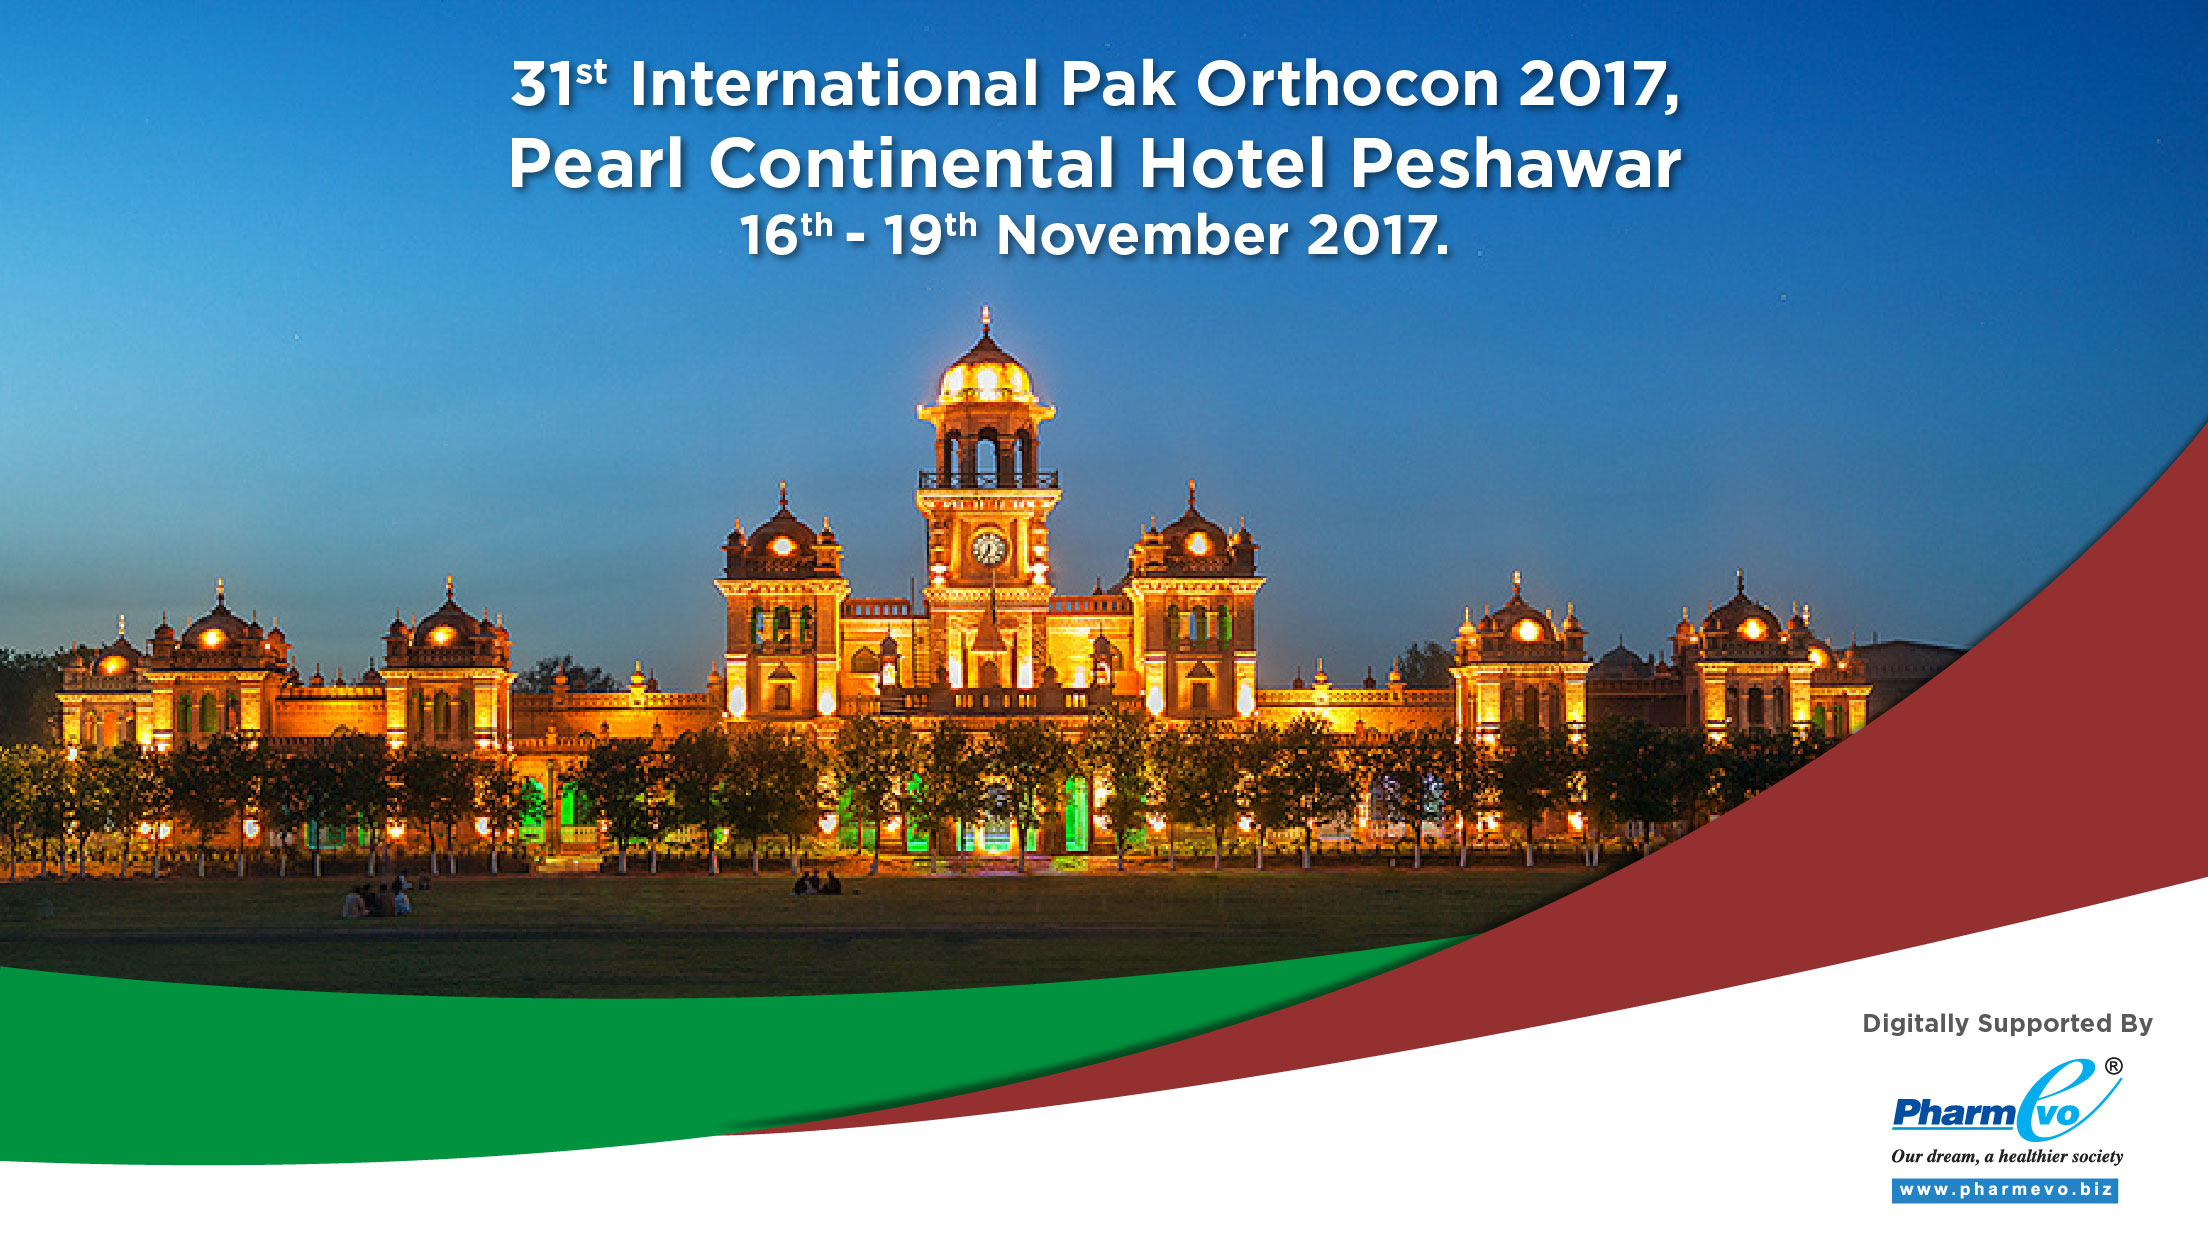 31st International Pak Orthocon 2017,
Pearl Continental Hotel Peshawar
16th - 19th November 2017.
Digitally Supported By
Pharmevo®
Our dream, a healthier society
www.pharmevo.biz